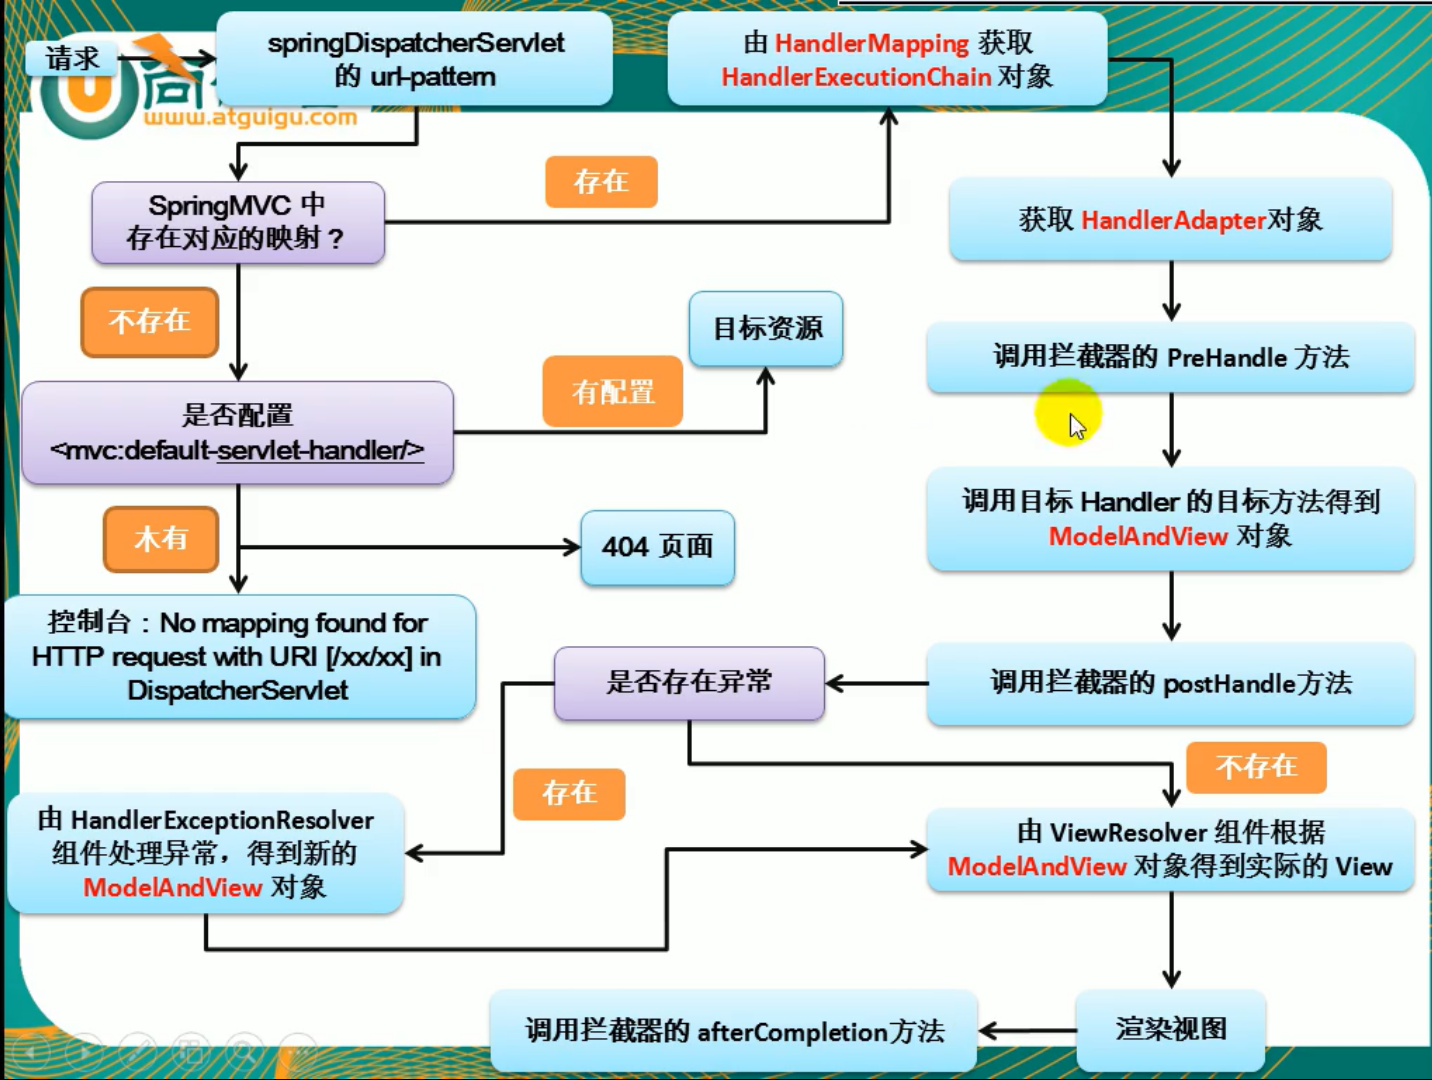 请求
springDispatcherServlet
的 url-pattern
www.atguigu.com
由 HandlerMapping 获取
HandlerExecutionChain 对象
SpringMVC 中
存在对应的映射？
存在
获取 HandlerAdapter对象
不存在
目标资源
调用拦截器的 PreHandle 方法
是否配置
<mvc:default-servlet-handler/>
有配置
调用目标 Handler 的目标方法得到
ModelAndView 对象
木有
404 页面
控制台：No mapping found for
HTTP request with URI [/xx/xx] in
DispatcherServlet
是否存在异常
调用拦截器的 postHandle方法
存在
不存在
由 HandlerExceptionResolver
组件处理异常，得到新的
ModelAndView 对象
由 ViewResolver 组件根据
ModelAndView 对象得到实际的 View
调用拦截器的 afterCompletion方法
渲染视图